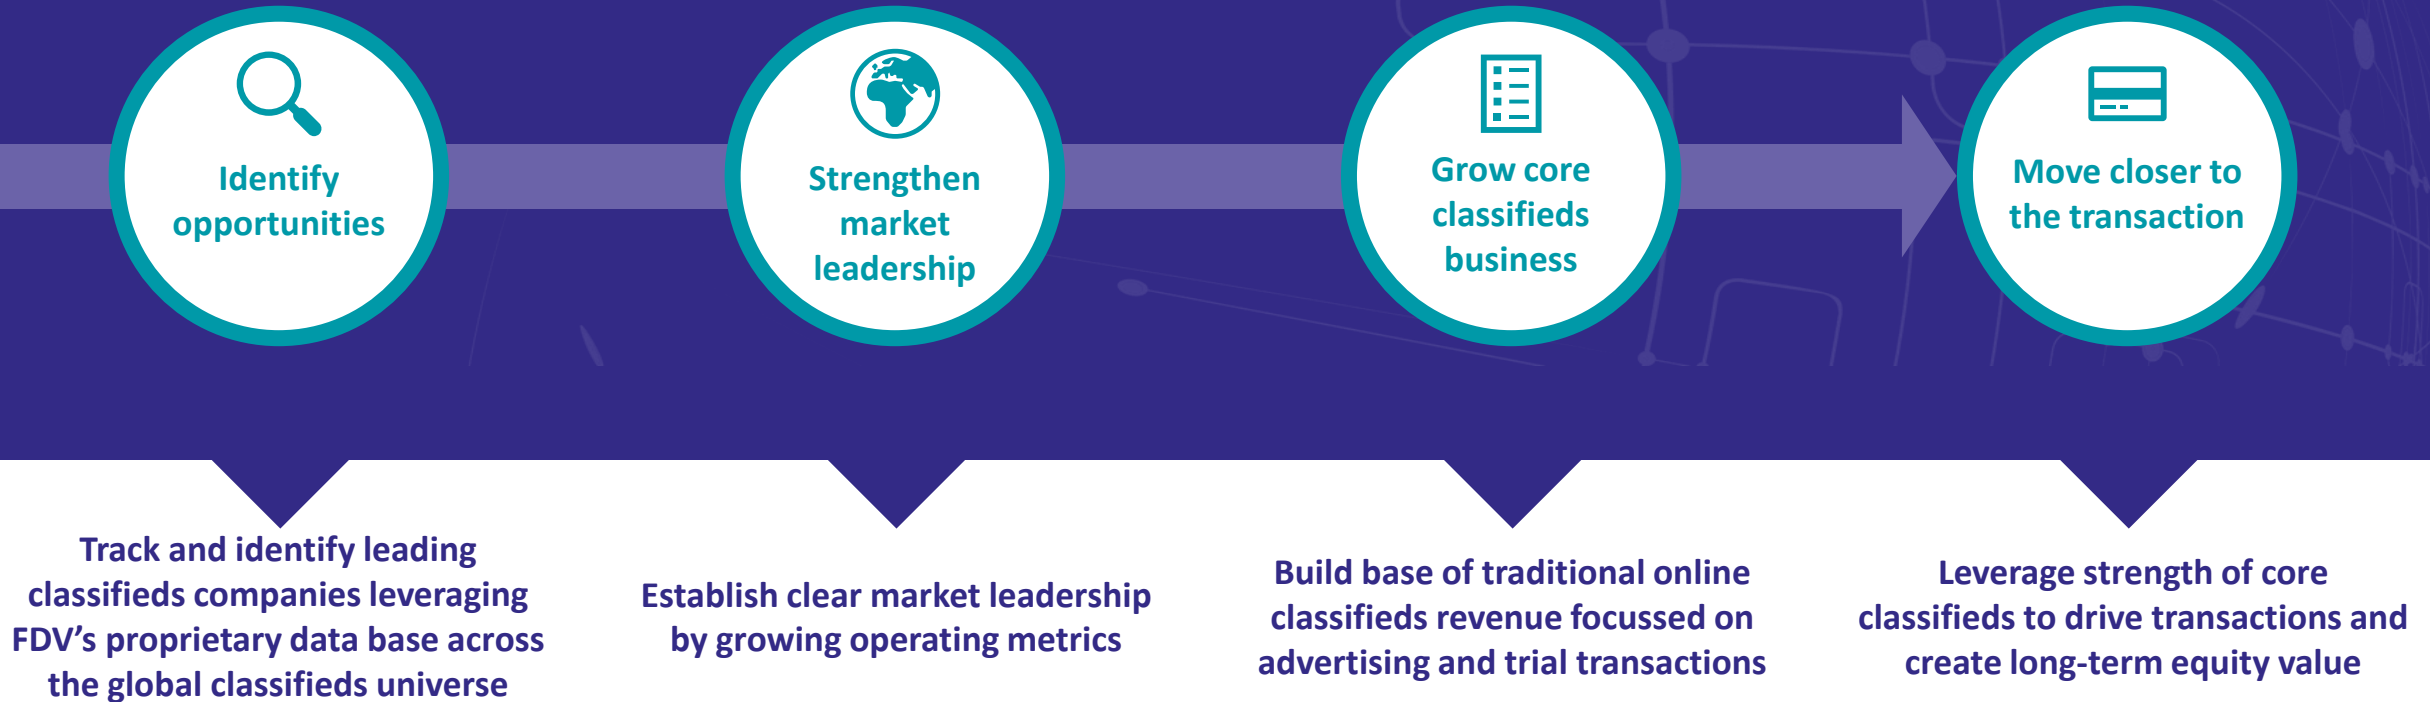 Identify
opportunities
Strengthen
market
leadership
Grow core
classifieds
business
Move closer to
the transaction
Track and identify leading
classifieds companies leveraging
FDV’s proprietary data base across
the global classifieds universe
Establish clear market leadership
by growing operating metrics
Build base of traditional online
classifieds revenue focussed on
advertising and trial transactions
Leverage strength of core
classifieds to drive transactions and
create long-term equity value